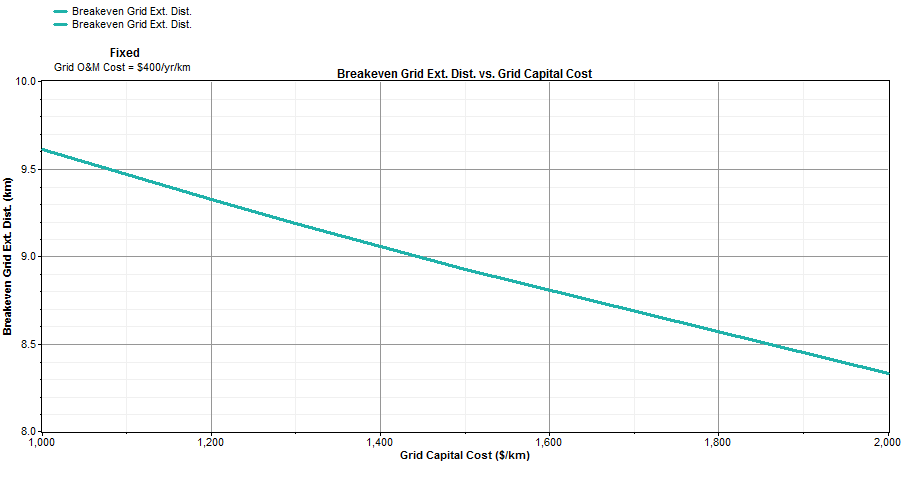 Breakeven Grid Ext. Dist.
Breakeven Grid Ext. Dist.
Fixed
Grid O&M Cost = $400/yr/km
Breakeven Grid Ext. Dist. vs. Grid Capital Cost
10.0
9.5
9.0
8.5
8.0
Breakeven Grid Ext. Dist. (km)
1,000
1,200
1,400
1,600
1,800
2,000
Grid Capital Cost ($/km)